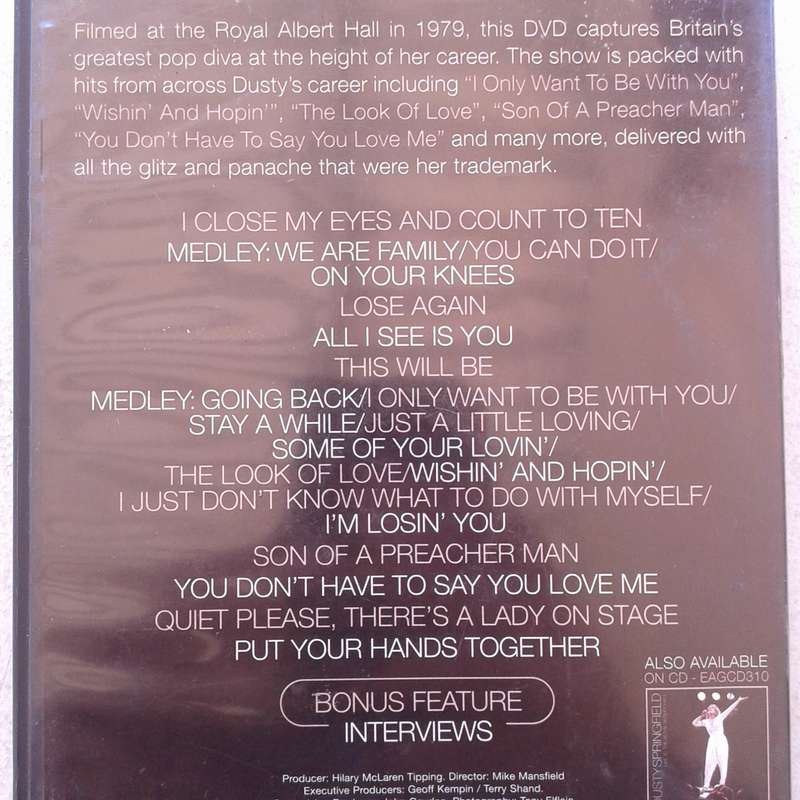 Filmed at the Royal Albert Hall in 1979, this DVD captures Britain's
greatest pop diva at the height of her career. The show is packed with
hits from across Dusty's career including "I Only Want To Be With You",
"Wishin' And Hopin'", "The Look Of Love", "Son Of A Preacher Man",
"You Don't Have To Say You Love Me" and many more, delivered with
all the glitz and panache that were her trademark.
I CLOSE MY EYES AND COUNT TO TEN
MEDLEY: WE ARE FAMILY/YOU CAN DO IT/
ON YOUR KNEES
LOSE AGAIN
ALL I SEE IS YOU
THIS WILL BE
MEDLEY: GOING BACK/I ONLY WANT TO BE WITH YOU/
STAY A WHILE/JUST A LITTLE LOVING/
SOME OF YOUR LOVIN'/
THE LOOK OF LOVE/WISHIN' AND HOPIN'/
I JUST DON'T KNOW WHAT TO DO WITH MYSELF/
I'M LOSIN' YOU
SON OF A PREACHER MAN
YOU DON'T HAVE TO SAY YOU LOVE ME
QUIET PLEASE, THERE'S A LADY ON STAGE
PUT YOUR HANDS TOGETHER
ALSO AVAILABLE
ON CD - EAGCD310
DUSTY SPRINGFIELD
BONUS FEATURE
INTERVIEWS
Producer: Hilary McLaren Tipping. Director: Mike Mansfield
Executive Producers: Geoff Kempin / Terry Shand.